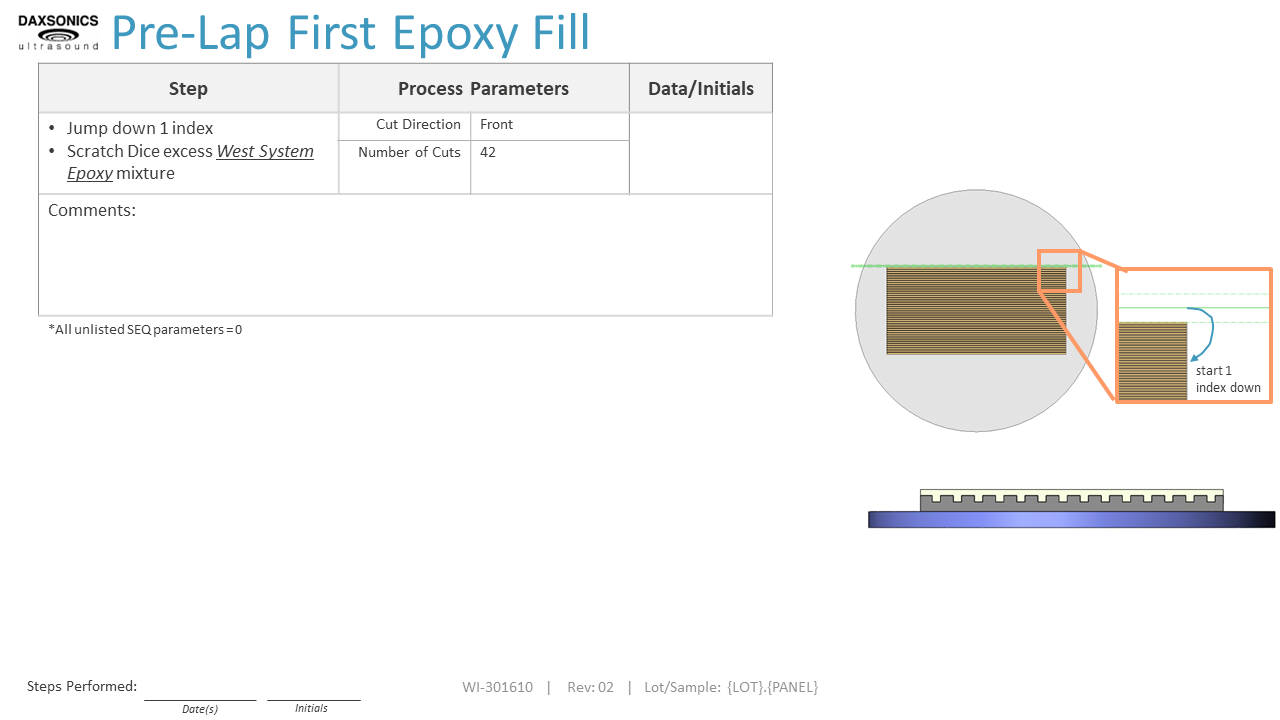 DAXSONICS
ultrasound
Pre-Lap First Epoxy Fill
Step
Process Parameters
Data/Initials
• Jump down 1 index
• Scratch Dice excess West System
Epoxy mixture
Cut Direction
Front
Number of Cuts
42
Comments:
*All unlisted SEQ parameters = 0
start 1
index down
Steps Performed:
Date(s)
Initials
WI-301610 | Rev: 02 | Lot/Sample: {LOT}.{PANEL}